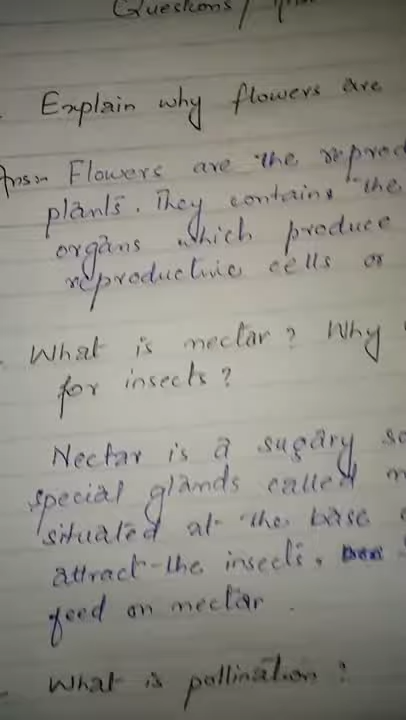 Questions /
Explain why flowers are
Ans:- Flowers are the reprod
plants. They contains the
organs which produce
reproductive cells or
What is nectar? Why
for insects?
Nectar is a sugary so
special glands called n
situated at the base
attract the insects.
feed on nectar.
What is pollination?